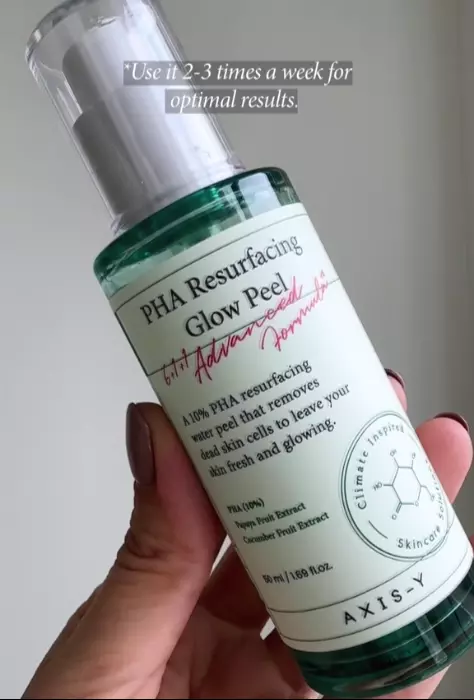 *Use it 2-3 times a week for
optimal results.
PHA Resurfacing
Glow Peel
6+1+1 Advanced
Formula
A 10% PHA resurfacing
water peel that removes
dead skin cells to leave your
skin fresh and glowing.
Climate Inspired
Skincare Solutions
PHA (10%)
Papaya Fruit Extract
Cucumber Fruit Extract
50 ml / 1.69 fl.oz.
AXIS-Y